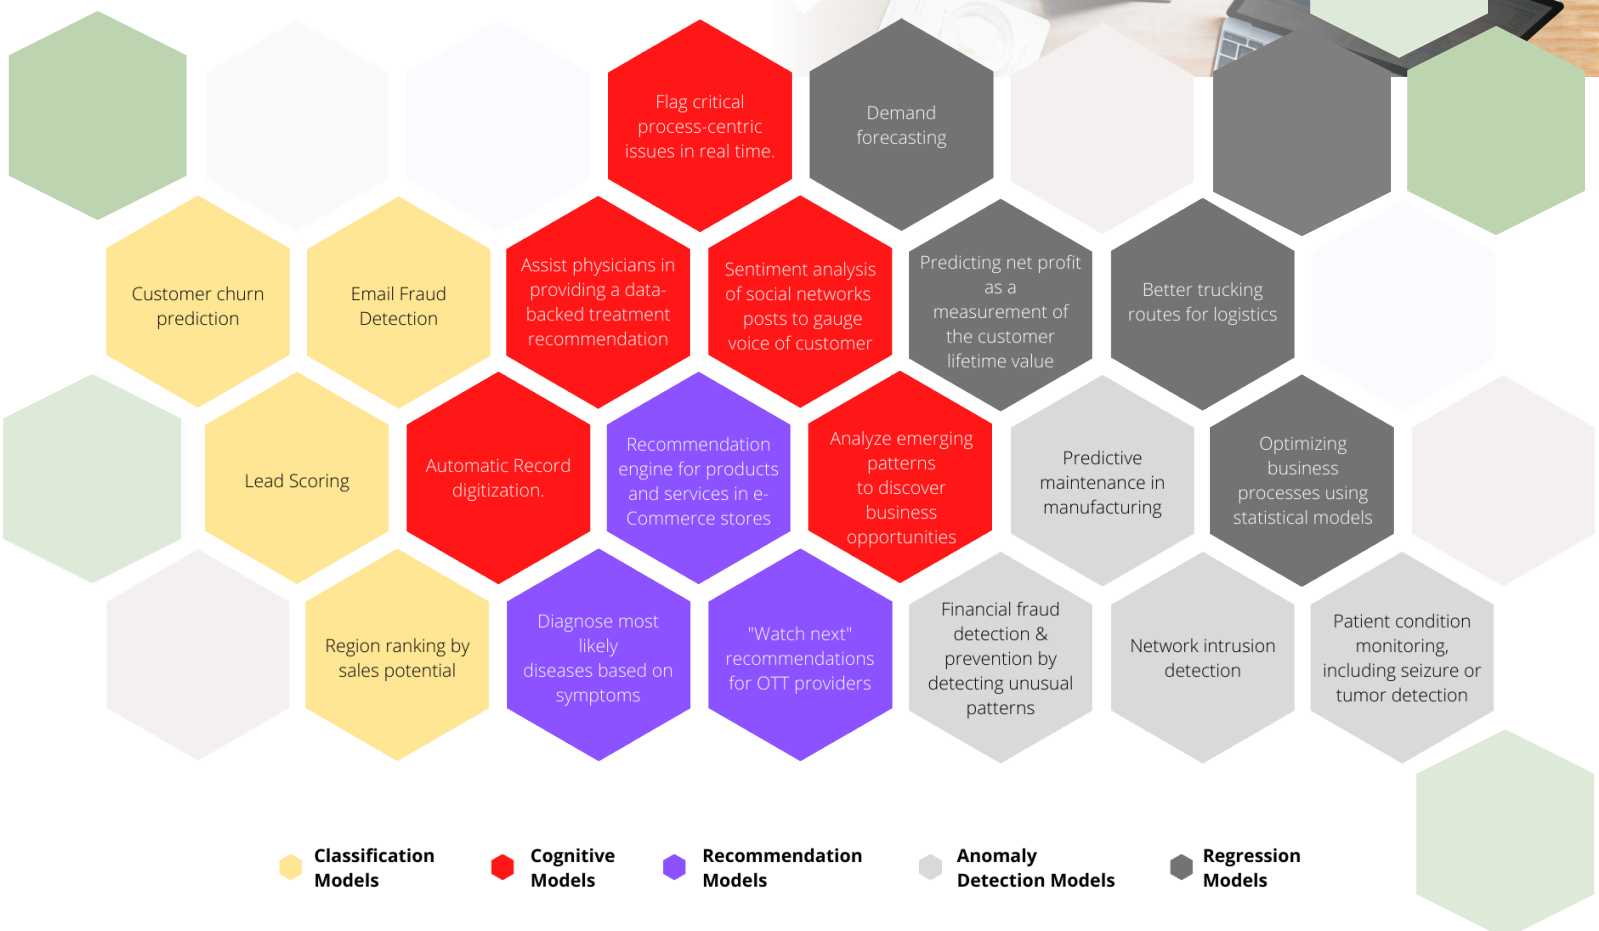 Flag critical
process-centric
issues in real time.
Demand
forecasting
Customer churn
prediction
Email Fraud
Detection
Assist physicians in
providing a data-
backed treatment
recommendation
Sentiment analysis
of social networks
posts to gauge
voice of customer
Predicting net profit
as a
measurement of
the customer
lifetime value
Better trucking
routes for logistics
Lead Scoring
Automatic Record
digitization.
Recommendation
engine for products
and services in e-
Commerce stores
Analyze emerging
patterns
to discover
business
opportunities
Predictive
maintenance in
manufacturing
Optimizing
business
processes using
statistical models
Region ranking by
sales potential
Diagnose most
likely
diseases based on
symptoms
"Watch next"
recommendations
for OTT providers
Financial fraud
detection &
prevention by
detecting unusual
patterns
Network intrusion
detection
Patient condition
monitoring,
including seizure or
tumor detection
Classification
Models
Cognitive
Models
Recommendation
Models
Anomaly
Detection Models
Regression
Models